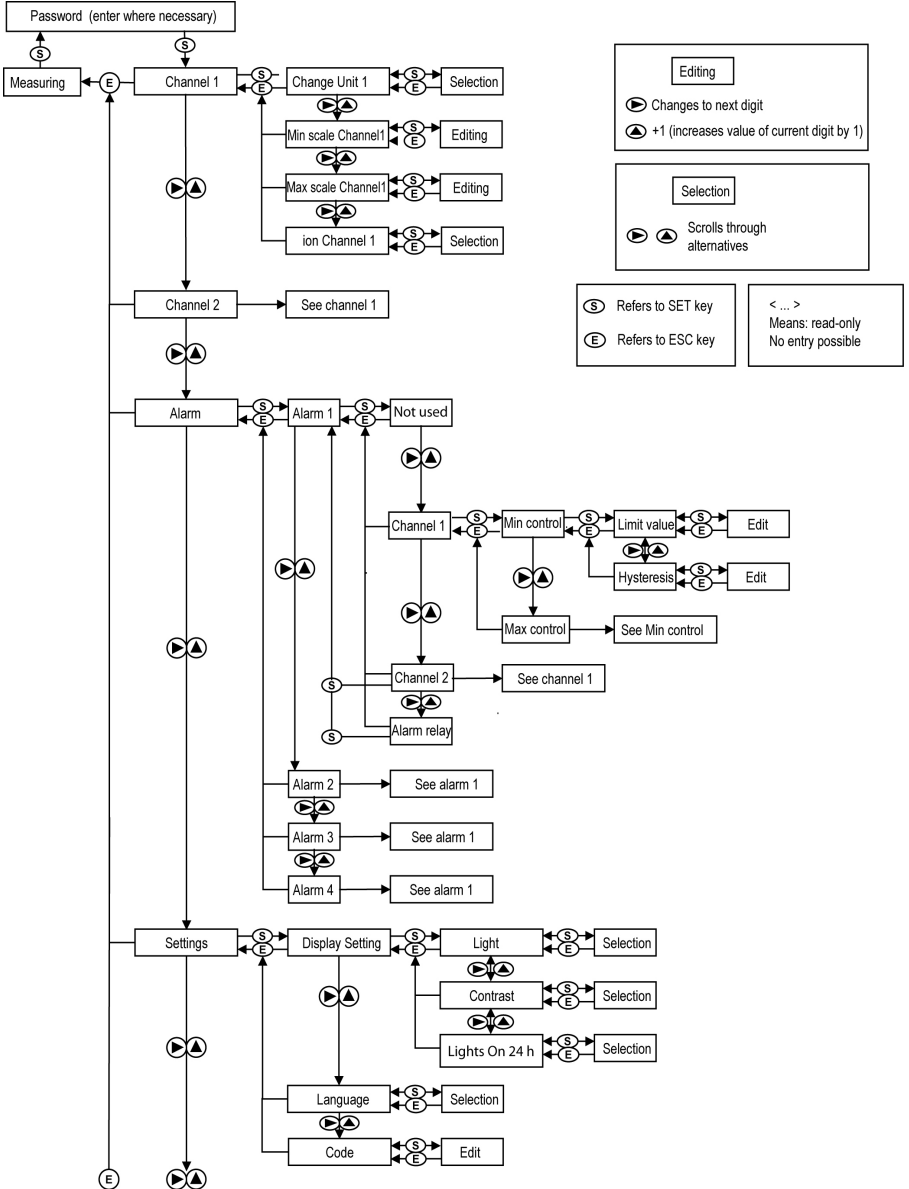 Password (enter where necessary)
S
S
Measuring
E
Channel 1
S
E
Change Unit 1
S
E
Selection
Min scale Channel1
S
E
Editing
Max scale Channel1
S
E
Editing
ion Channel 1
S
E
Selection
Channel 2
See channel 1
Editing
Changes to next digit
+1 (increases value of current digit by 1)
Selection
Scrolls through
alternatives
S Refers to SET key
E Refers to ESC key
< ... >
Means: read-only
No entry possible
Alarm
S
E
Alarm 1
S
E
Not used
Channel 1
S
E
Min control
S
E
Limit value
S
E
Edit
Hysteresis
S
E
Edit
Max control
See Min control
Channel 2
See channel 1
S
Alarm relay
S
Alarm 2
See alarm 1
Alarm 3
See alarm 1
Alarm 4
See alarm 1
Settings
S
E
Display Setting
S
E
Light
S
E
Selection
Contrast
S
E
Selection
Lights On 24 h
S
E
Selection
Language
S
E
Selection
Code
S
E
Edit
E